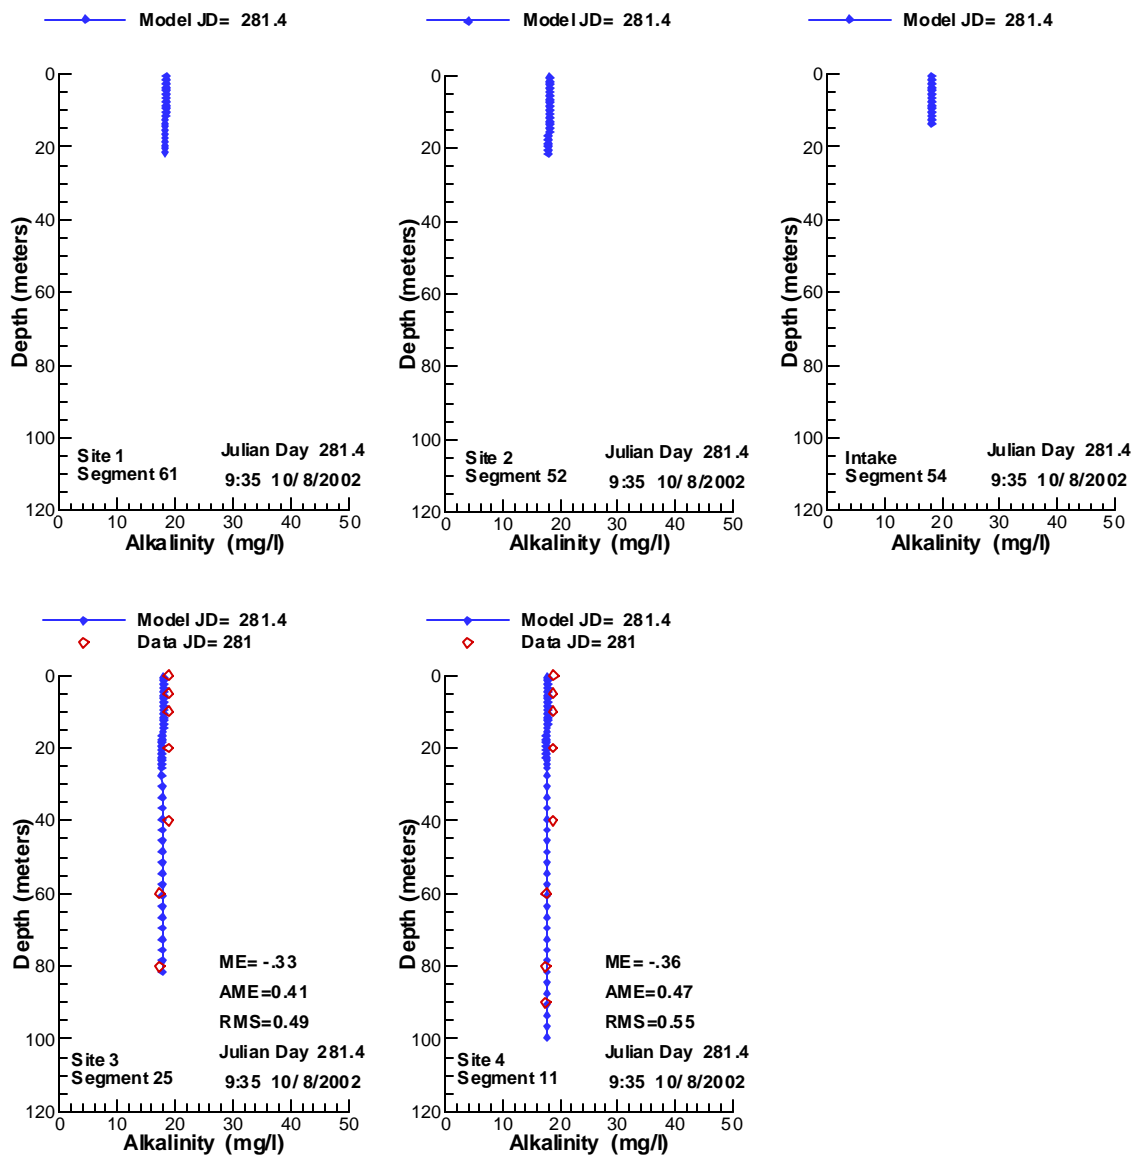 Model JD= 281.4
0
20
40
60
80
100
120
Depth (meters)
Site 1
Segment 61
Julian Day 281.4
9:35 10/ 8/2002
0 10 20 30 40 50
Alkalinity (mg/l)
Model JD= 281.4
0
20
40
60
80
100
120
Depth (meters)
Site 2
Segment 52
Julian Day 281.4
9:35 10/ 8/2002
0 10 20 30 40 50
Alkalinity (mg/l)
Model JD= 281.4
0
20
40
60
80
100
120
Depth (meters)
Intake
Segment 54
Julian Day 281.4
9:35 10/ 8/2002
0 10 20 30 40 50
Alkalinity (mg/l)
Model JD= 281.4
Data JD= 281
0
20
40
60
80
100
120
Depth (meters)
ME= -.33
AME=0.41
RMS=0.49
Site 3
Segment 25
Julian Day 281.4
9:35 10/ 8/2002
0 10 20 30 40 50
Alkalinity (mg/l)
Model JD= 281.4
Data JD= 281
0
20
40
60
80
100
120
Depth (meters)
ME= -.36
AME=0.47
RMS=0.55
Site 4
Segment 11
Julian Day 281.4
9:35 10/ 8/2002
0 10 20 30 40 50
Alkalinity (mg/l)